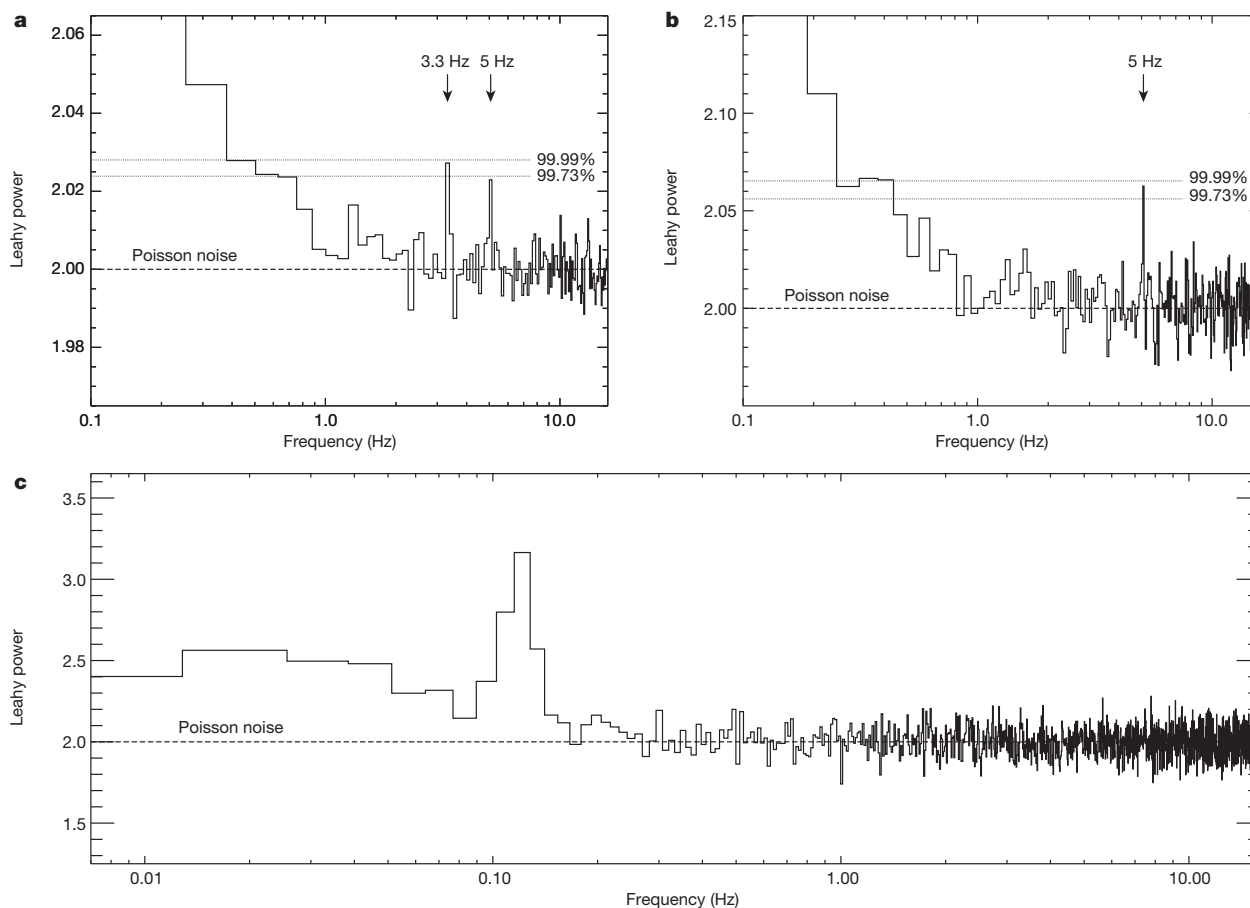 a
2.06
2.04
2.02
2.00
1.98
Leahy power
3.3 Hz
5 Hz
99.99%
99.73%
Poisson noise
0.1
1.0
10.0
Frequency (Hz)
b
2.15
2.10
2.05
2.00
Leahy power
5 Hz
99.99%
99.73%
Poisson noise
0.1
1.0
10.0
Frequency (Hz)
c
3.5
3.0
2.5
2.0
1.5
Leahy power
Poisson noise
0.01
0.10
1.00
10.00
Frequency (Hz)